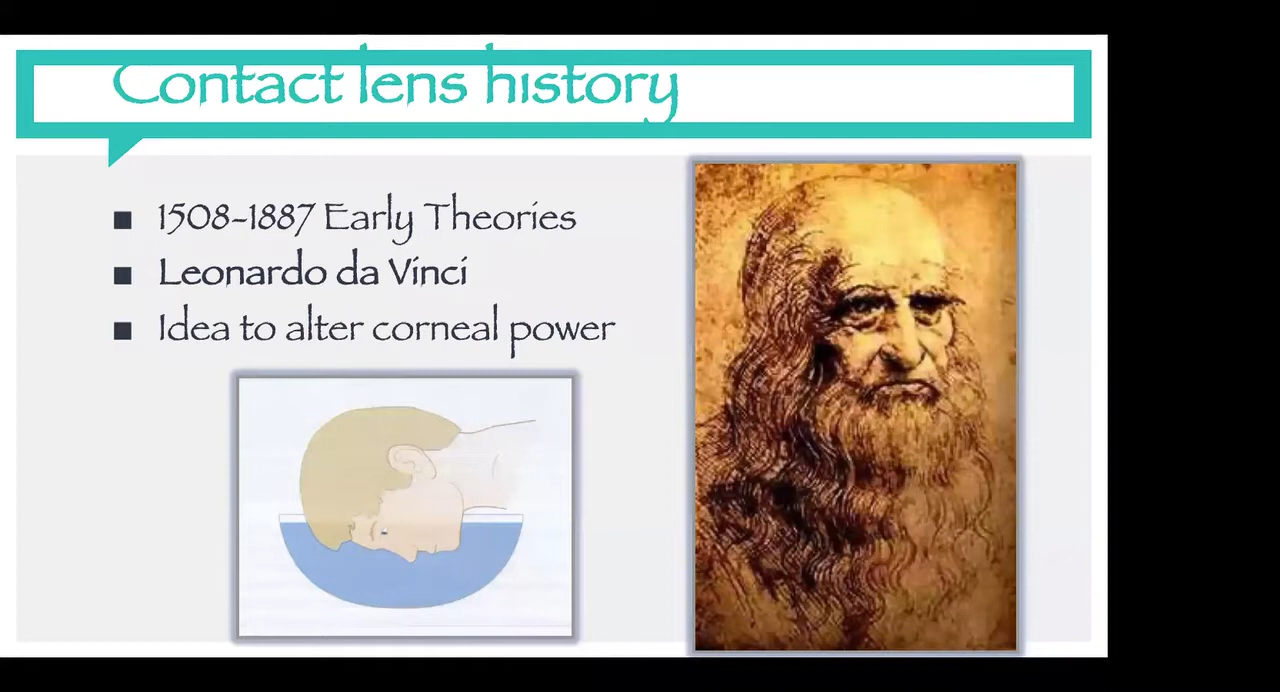 Contact lens history
1508-1887 Early Theories
Leonardo da Vinci
Idea to alter corneal power